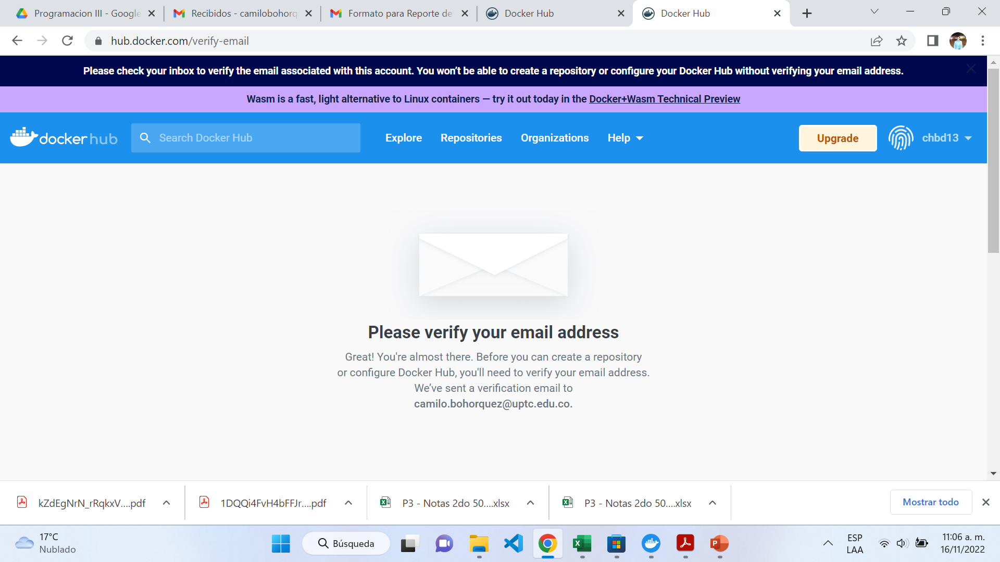 Programacion III - Google
Recibidos - camilobohorq
Formato para Reporte de
Docker Hub
Docker Hub
hub.docker.com/verify-email
Please check your inbox to verify the email associated with this account. You won’t be able to create a repository or configure your Docker Hub without verifying your email address.
Wasm is a fast, light alternative to Linux containers — try it out today in the Docker+Wasm Technical Preview
docker hub
Search Docker Hub
Explore
Repositories
Organizations
Help
Upgrade
chbd13
Please verify your email address
Great! You're almost there. Before you can create a repository
or configure Docker Hub, you'll need to verify your email address.
We’ve sent a verification email to
camilo.bohorquez@uptc.edu.co.
kZdEgNrN_rRqkxV....pdf
1DQQi4FvH4bFFJr....pdf
P3 - Notas 2do 50....xlsx
P3 - Notas 2do 50....xlsx
Mostrar todo
17°C
Nublado
Búsqueda
ESP
LAA
11:06 a. m.
16/11/2022